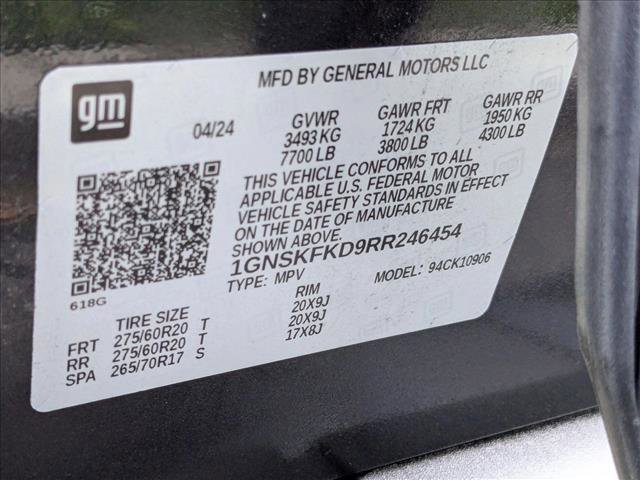 MFD BY GENERAL MOTORS LLC
gm
04/24 GVWR GAWR FRT GAWR RR
3493 KG 1724 KG 1950 KG
7700 LB 3800 LB 4300 LB
THIS VEHICLE CONFORMS TO ALL
APPLICABLE U.S. FEDERAL MOTOR
VEHICLE SAFETY STANDARDS IN EFFECT
ON THE DATE OF MANUFACTURE
SHOWN ABOVE.
1GNSKFKD9RR246454
TYPE: MPV MODEL: 94CK10906
618G
TIRE SIZE RIM
FRT 275/60R20 T 20X9J
RR 275/60R20 T 20X9J
SPA 265/70R17 S 17X8J